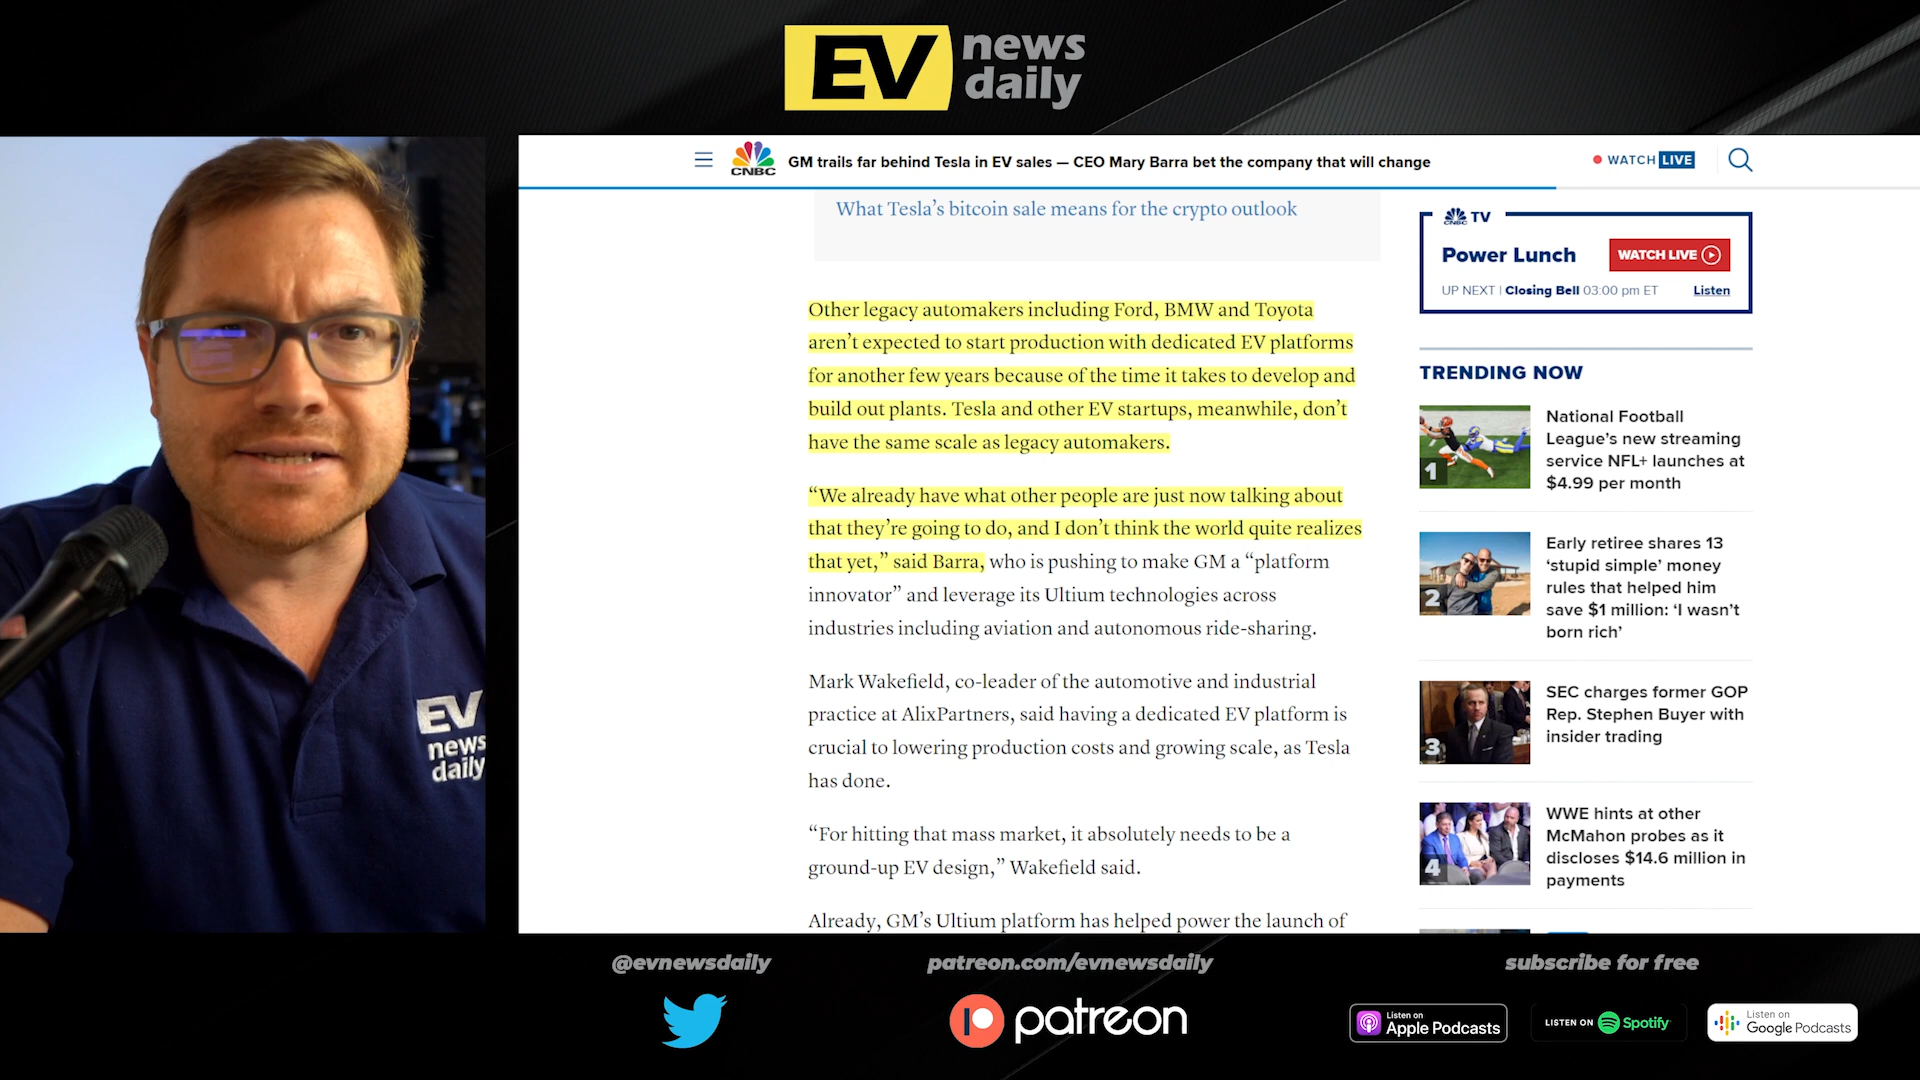 EV news
daily
CNBC
GM trails far behind Tesla in EV sales — CEO Mary Barra bet the company that will change
WATCH LIVE
What Tesla’s bitcoin sale means for the crypto outlook
Other legacy automakers including Ford, BMW and Toyota
aren’t expected to start production with dedicated EV platforms
for another few years because of the time it takes to develop and
build out plants. Tesla and other EV startups, meanwhile, don’t
have the same scale as legacy automakers.
“We already have what other people are just now talking about
that they’re going to do, and I don’t think the world quite realizes
that yet,” said Barra, who is pushing to make GM a “platform
innovator” and leverage its Ultium technologies across
industries including aviation and autonomous ride-sharing.
Mark Wakefield, co-leader of the automotive and industrial
practice at AlixPartners, said having a dedicated EV platform is
crucial to lowering production costs and growing scale, as Tesla
has done.
“For hitting that mass market, it absolutely needs to be a
ground-up EV design,” Wakefield said.
Already, GM’s Ultium platform has helped power the launch of
CNBC TV
Power Lunch
WATCH LIVE
UP NEXT | Closing Bell 03:00 pm ET
Listen
TRENDING NOW
1
National Football
League’s new streaming
service NFL+ launches at
$4.99 per month
2
Early retiree shares 13
‘stupid simple’ money
rules that helped him
save $1 million: ‘I wasn’t
born rich’
3
SEC charges former GOP
Rep. Stephen Buyer with
insider trading
4
WWE hints at other
McMahon probes as it
discloses $14.6 million in
payments
EV
news
daily
@evnewsdaily
patreon.com/evnewsdaily
subscribe for free
patreon
Listen on
Apple Podcasts
LISTEN ON Spotify
Listen on
Google Podcasts